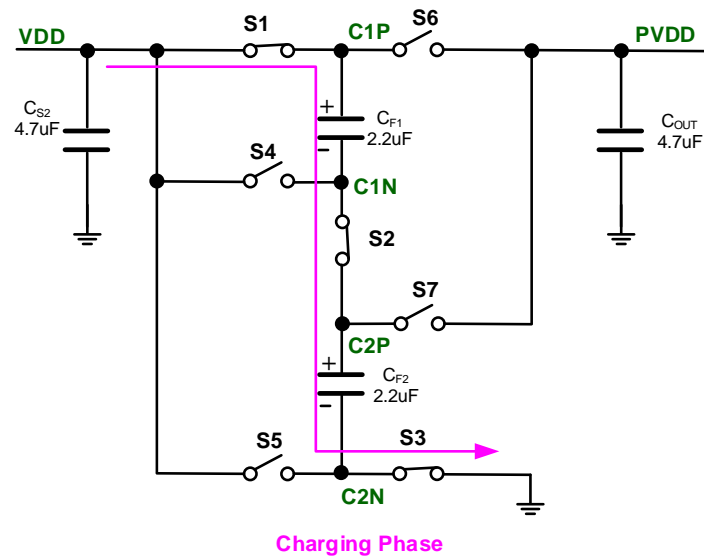 VDD
S1
C1P
S6
PVDD
CS2
4.7uF
+
CF1
2.2uF
−
COUT
4.7uF
S4
C1N
S2
S7
C2P
+
CF2
2.2uF
−
S5
S3
C2N
Charging Phase